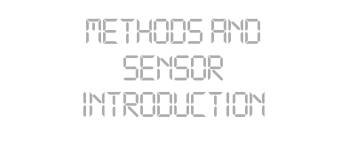 METHODS AND
SENSOR
INTRODUCTION